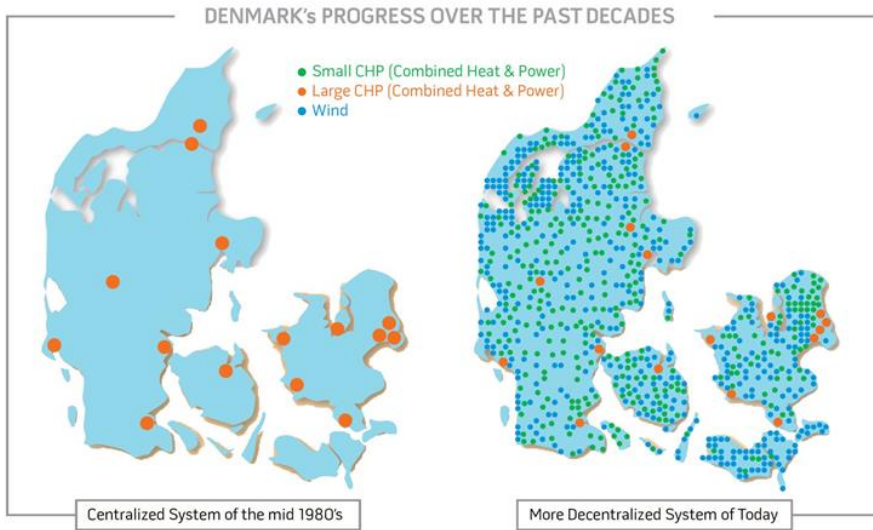 DENMARK's PROGRESS OVER THE PAST DECADES
Small CHP (Combined Heat & Power)
Large CHP (Combined Heat & Power)
Wind
Centralized System of the mid 1980's
More Decentralized System of Today